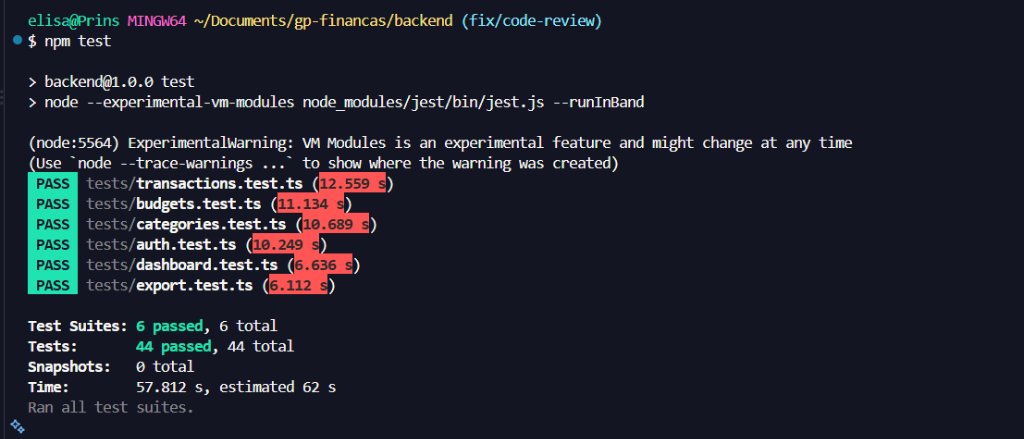 elisa@Prins MINGW64 ~/Documents/gp-financas/backend (fix/code-review)
$ npm test
> backend@1.0.0 test
> node --experimental-vm-modules node_modules/jest/bin/jest.js --runInBand
(node:5564) ExperimentalWarning: VM Modules is an experimental feature and might change at any time
(Use `node --trace-warnings ...` to show where the warning was created)
PASS tests/transactions.test.ts (12.559 s)
PASS tests/budgets.test.ts (11.134 s)
PASS tests/categories.test.ts (10.689 s)
PASS tests/auth.test.ts (10.249 s)
PASS tests/dashboard.test.ts (6.636 s)
PASS tests/export.test.ts (6.112 s)
Test Suites: 6 passed, 6 total
Tests: 44 passed, 44 total
Snapshots: 0 total
Time: 57.812 s, estimated 62 s
Ran all test suites.